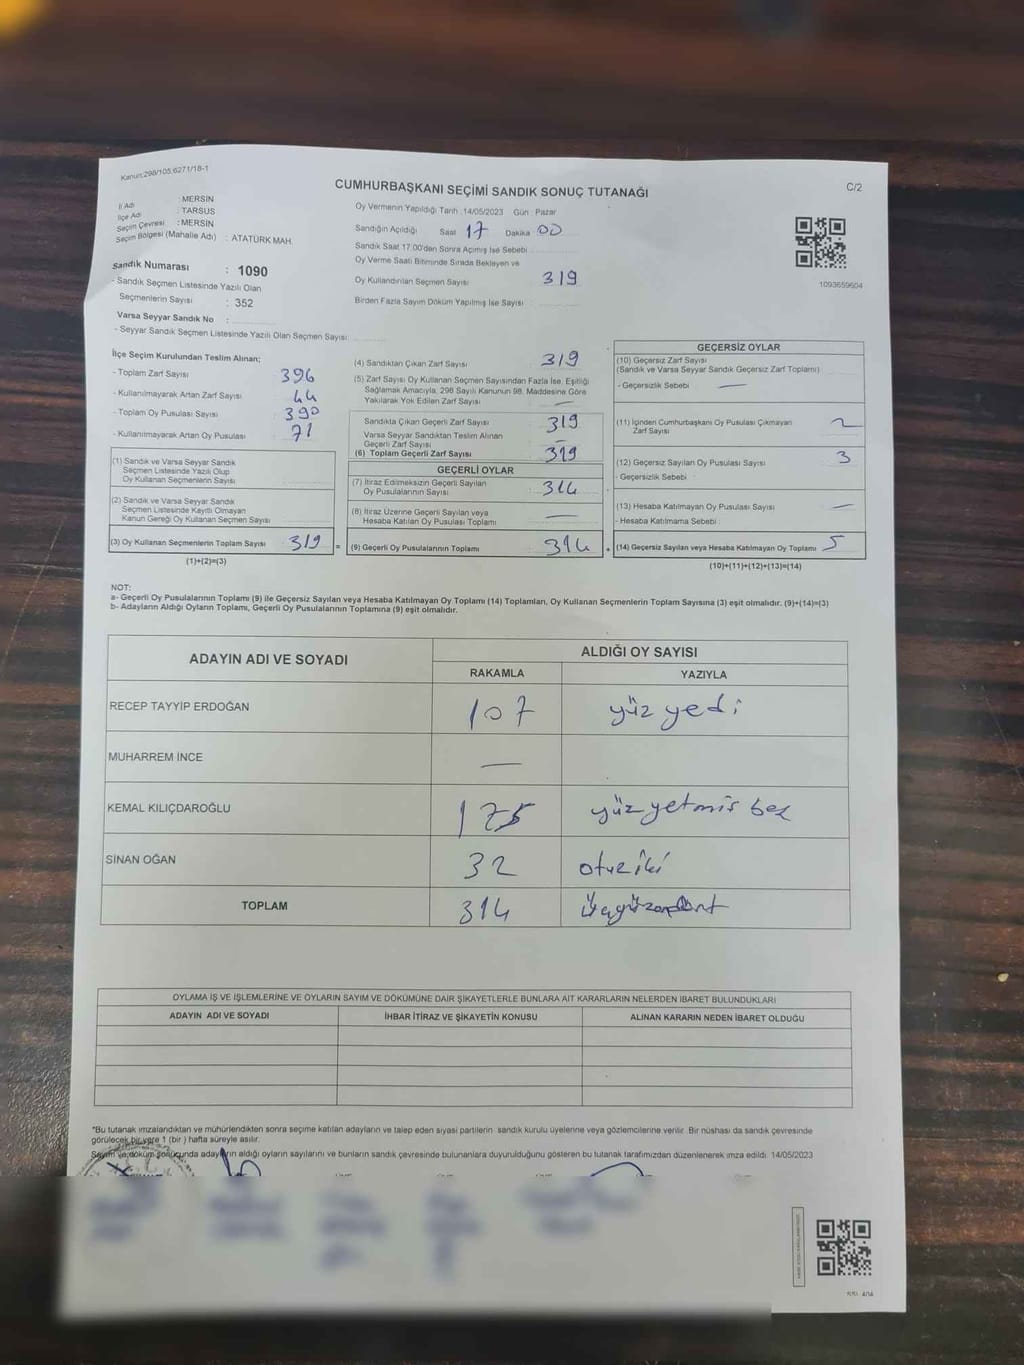 Kanun:298/105,6271/18-1
CUMHURBAŞKANI SEÇİMİ SANDIK SONUÇ TUTANAĞI
C/2
İl Adı : MERSİN
İlçe Adı : TARSUS
Seçim Çevresi : MERSİN
Seçim Bölgesi (Mahalle Adı) : ATATÜRK MAH.
Oy Vermenin Yapıldığı Tarih :14/05/2023 Gün : Pazar
Sandığın Açıldığı Saat 17 Dakika 00
Sandık Saat 17:00'den Sonra Açımış İse Sebebi
Oy Verme Saati Bitiminde Sırada Bekleyen ve
Oy Kullandırılan Seçmen Sayısı 319
Birden Fazla Sayım Döküm Yapılmış İse Sayısı :
1093659604
Sandık Numarası : 1090
- Sandık Seçmen Listesinde Yazılı Olan
Seçmenlerin Sayısı : 352
Varsa Seyyar Sandık No :
- Seyyar Sandık Seçmen Listesinde Yazılı Olan Seçmen Sayısı:
İlçe Seçim Kurulundan Teslim Alınan;
- Toplam Zarf Sayısı 396
- Kullanılmayarak Artan Zarf Sayısı 44
- Toplam Oy Pusulası Sayısı 390
- Kullanılmayarak Artan Oy Pusulası 71
(1) Sandık ve Varsa Seyyar Sandık
Seçmen Listesinde Yazılı Olup
Oy Kullanan Seçmenlerin Sayısı
(2) Sandık ve Varsa Seyyar Sandık
Seçmen Listesinde Kayıtlı Olmayan
Kanun Gereği Oy Kullanan Seçmen Sayısı
(3) Oy Kullanan Seçmenlerin Toplam Sayısı 319 =
(1)+(2)=(3)
(4) Sandıktan Çıkan Zarf Sayısı 319
(5) Zarf Sayısı Oy Kullanan Seçmen Sayısından Fazla İse, Eşitliği
Sağlamak Amacıyla, 298 Sayılı Kanunun 98. Maddesine Göre
Yakılarak Yok Edilen Zarf Sayısı —
Sandıkta Çıkan Geçerli Zarf Sayısı 319
Varsa Seyyar Sandıktan Teslim Alınan
Geçerli Zarf Sayısı —
(6) Toplam Geçerli Zarf Sayısı 319
GEÇERLİ OYLAR
(7) İtiraz Edilmeksizin Geçerli Sayılan
Oy Pusulalarının Sayısı 314
(8) İtiraz Üzerine Geçerli Sayılan veya
Hesaba Katılan Oy Pusulası Toplamı —
(9) Geçerli Oy Pusulalarının Toplamı 314 +
GEÇERSİZ OYLAR
(10) Geçersiz Zarf Sayısı
(Sandık ve Varsa Seyyar Sandık Geçersiz Zarf Toplamı)
- Geçersizlik Sebebi —
(11) İçinden Cumhurbaşkanı Oy Pusulası Çıkmayan
Zarf Sayısı 2
(12) Geçersiz Sayılan Oy Pusulası Sayısı 3
- Geçersizlik Sebebi
(13) Hesaba Katılmayan Oy Pusulası Sayısı —
- Hesaba Katılmama Sebebi
(14) Geçersiz Sayılan veya Hesaba Katılmayan Oy Toplamı 5
(10)+(11)+(12)+(13)=(14)
NOT:
a- Geçerli Oy Pusulalarının Toplamı (9) ile Geçersiz Sayılan veya Hesaba Katılmayan Oy Toplamı (14) Toplamları, Oy Kullanan Seçmenlerin Toplam Sayısına (3) eşit olmalıdır. (9)+(14)=(3)
b- Adayların Aldığı Oyların Toplamı, Geçerli Oy Pusulalarının Toplamına (9) eşit olmalıdır.
ADAYIN ADI VE SOYADI ALDIĞI OY SAYISI
RAKAMLA YAZIYLA
RECEP TAYYİP ERDOĞAN 107 yüz yedi
MUHARREM İNCE —
KEMAL KILIÇDAROĞLU 175 yüz yetmis bes
SİNAN OĞAN 32 otuz iki
TOPLAM 314
OYLAMA İŞ VE İŞLEMLERİNE VE OYLARIN SAYIM VE DÖKÜMÜNE DAİR ŞİKAYETLERLE BUNLARA AİT KARARLARIN NELERDEN İBARET BULUNDUKLARI
ADAYIN ADI VE SOYADI İHBAR İTİRAZ VE ŞİKAYETİN KONUSU ALINAN KARARIN NEDEN İBARET OLDUĞU
*Bu tutanak imzalandıktan ve mühürlendikten sonra seçime katılan adayların ve talep eden siyasi partilerin sandık kurulu üyelerine veya gözlemcilerine verilir. Bir nüshası da sandık çevresinde
görülecek bir yere 1 (bir ) hafta süreyle asılır.
Sayım ve döküm sonucunda adayların aldığı oyların sayılarını ve bunların sandık çevresinde bulunanlara duyurulduğunu gösteren bu tutanak tarafımızdan düzenlenerek imza edildi. 14/05/2023